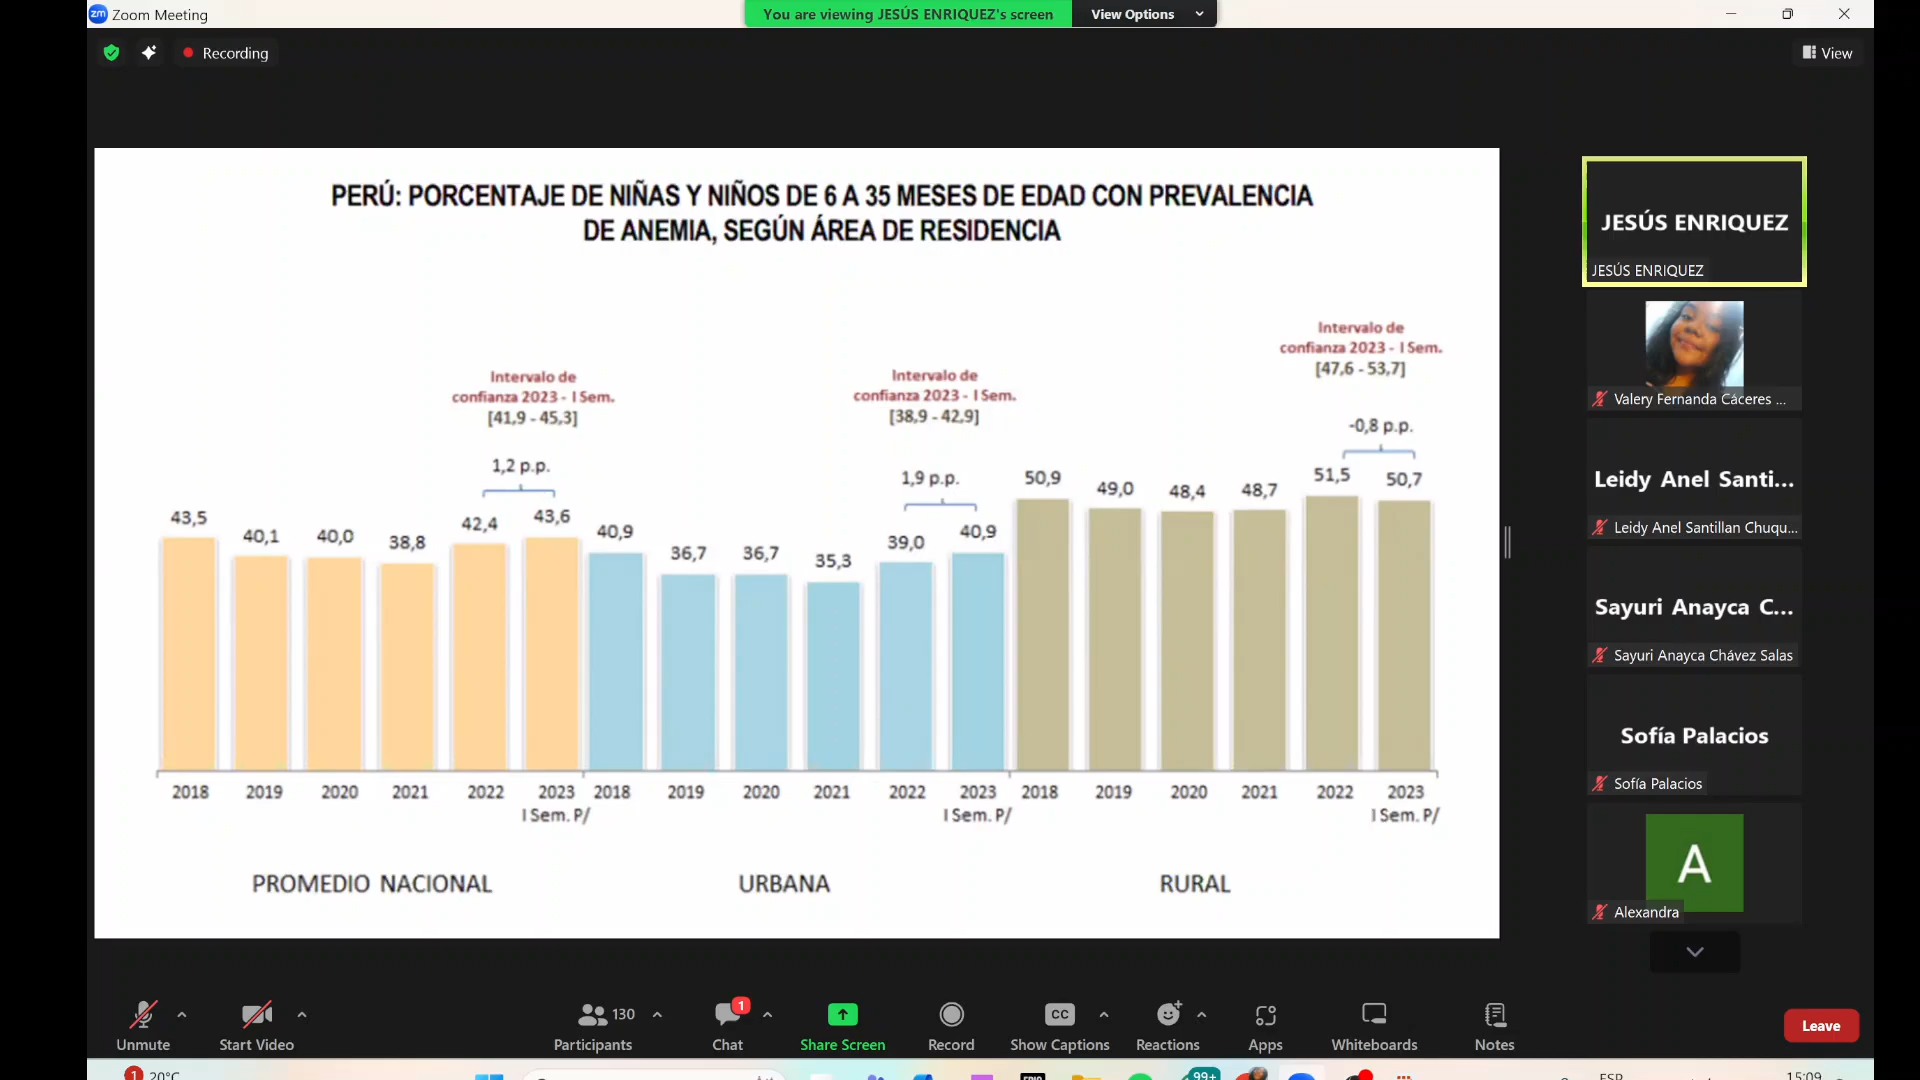 Zoom Meeting
You are viewing JESÚS ENRIQUEZ's screen View Options
Recording
View
PERÚ: PORCENTAJE DE NIÑAS Y NIÑOS DE 6 A 35 MESES DE EDAD CON PREVALENCIA
DE ANEMIA, SEGÚN ÁREA DE RESIDENCIA
Intervalo de
confianza 2023 - I Sem.
[41,9 - 45,3]
1,2 p.p.
Intervalo de
confianza 2023 - I Sem.
[38,9 - 42,9]
1,9 p.p.
Intervalo de
confianza 2023 - I Sem.
[47,6 - 53,7]
-0,8 p.p.
43,5 40,1 40,0 38,8 42,4 43,6 40,9 36,7 36,7 35,3 39,0 40,9 50,9 49,0 48,4 48,7 51,5 50,7
2018 2019 2020 2021 2022 2023 2018 2019 2020 2021 2022 2023 2018 2019 2020 2021 2022 2023
I Sem. P/ I Sem. P/ I Sem. P/
PROMEDIO NACIONAL URBANA RURAL
JESÚS ENRIQUEZ
JESÚS ENRIQUEZ
Valery Fernanda Cáceres ...
Leidy Anel Santi...
Leidy Anel Santillan Chuqu...
Sayuri Anayca C...
Sayuri Anayca Chávez Salas
Sofía Palacios
Sofía Palacios
A
Alexandra
130 1 CC
Unmute Start Video Participants Chat Share Screen Record Show Captions Reactions Apps Whiteboards Notes Leave
1 20°C 99+ ESP 15:09